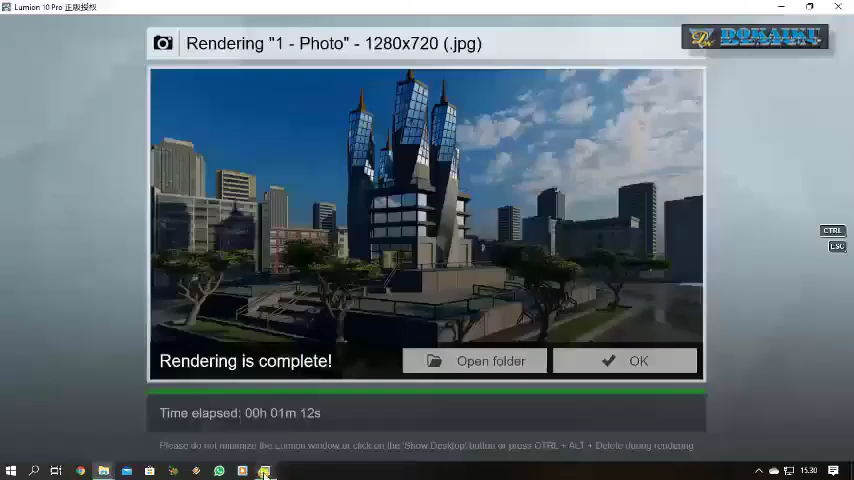 Lumion 10 Pro 正版授权
Rendering "1 - Photo" - 1280x720 (.jpg)
CTRL
ESC
Rendering is complete!
Open folder
OK
Time elapsed: 00h 01m 12s
Please do not minimize the Lumion window or click on the 'Show Desktop' button or press CTRL + ALT + Delete during rendering
15.30